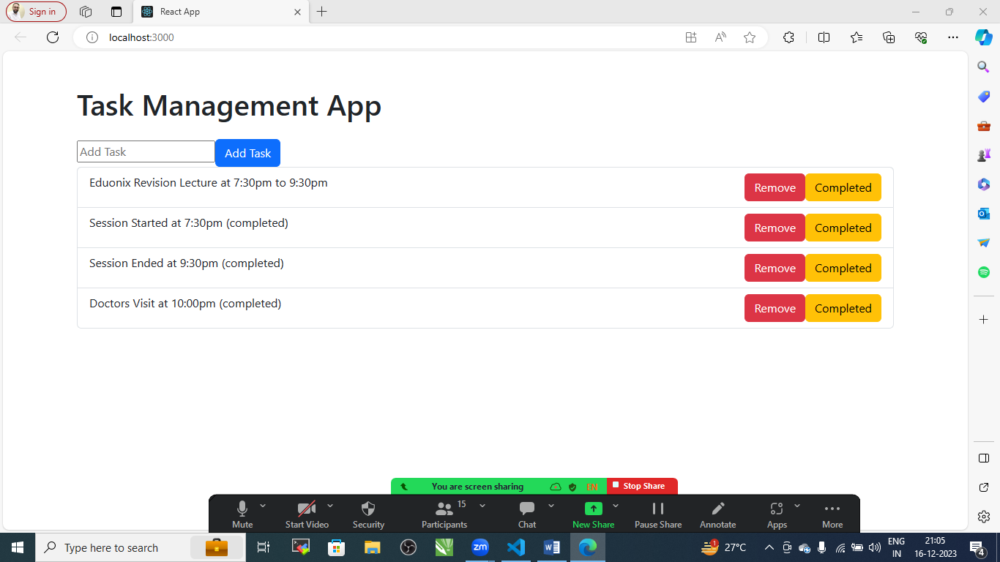 Sign in
React App
localhost:3000
Task Management App
Add Task
Add Task
Eduonix Revision Lecture at 7:30pm to 9:30pm
Remove
Completed
Session Started at 7:30pm (completed)
Remove
Completed
Session Ended at 9:30pm (completed)
Remove
Completed
Doctors Visit at 10:00pm (completed)
Remove
Completed
You are screen sharing
EN
Stop Share
Mute
Start Video
Security
Participants
15
Chat
New Share
Pause Share
Annotate
Apps
More
Type here to search
zm
1
27°C
ENG
IN
21:05
16-12-2023
4